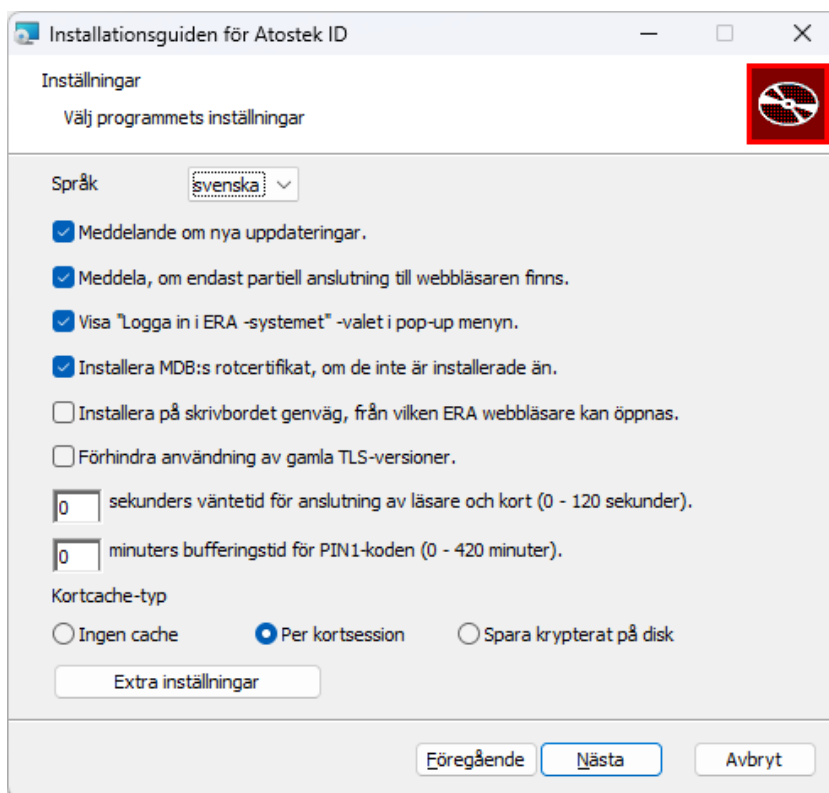 Installationsguiden för Atostek ID
Inställningar
Välj programmets inställningar
Språk svenska
Meddelande om nya uppdateringar.
Meddela, om endast partiell anslutning till webbläsaren finns.
Visa "Logga in i ERA -systemet" -valet i pop-up menyn.
Installera MDB:s rotcertifikat, om de inte är installerade än.
Installera på skrivbordet genväg, från vilken ERA webbläsare kan öppnas.
Förhindra användning av gamla TLS-versioner.
0 sekunders väntetid för anslutning av läsare och kort (0 - 120 sekunder).
0 minuters bufferingstid för PIN1-koden (0 - 420 minuter).
Kortcache-typ
Ingen cache Per kortsession Spara krypterat på disk
Extra inställningar
Föregående Nästa Avbryt